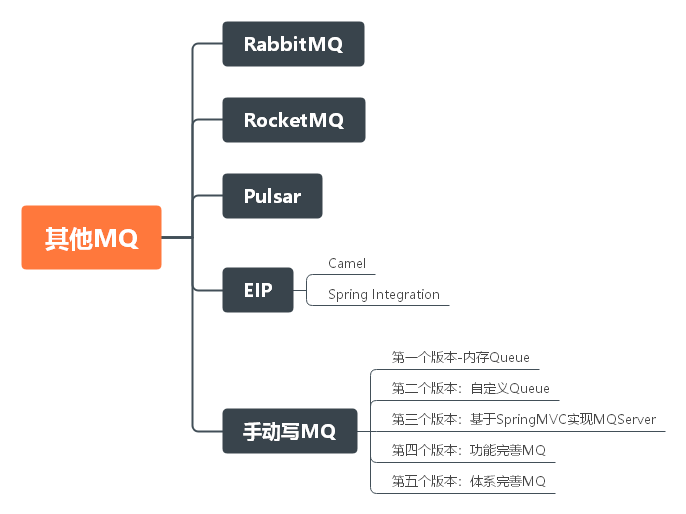 RabbitMQ
RocketMQ
Pulsar
其他MQ
EIP
Camel
Spring Integration
手动写MQ
第一个版本-内存Queue
第二个版本：自定义Queue
第三个版本：基于SpringMVC实现MQServer
第四个版本：功能完善MQ
第五个版本：体系完善MQ